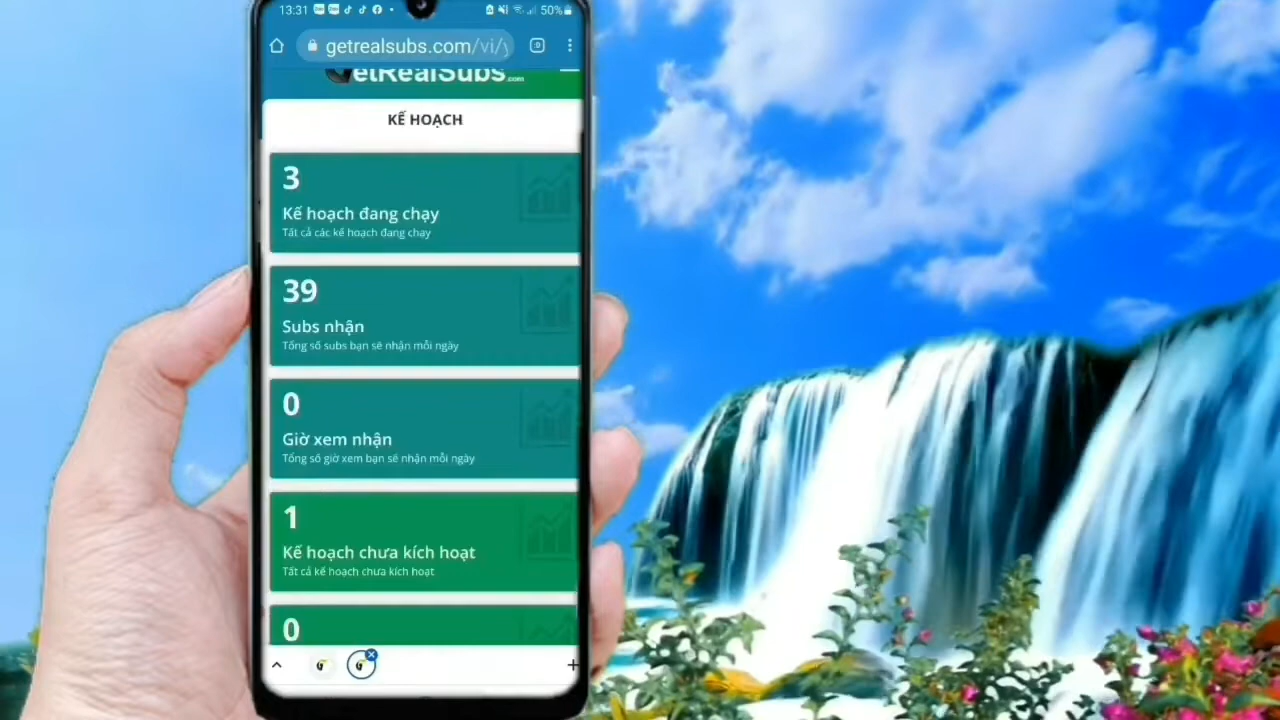 13:31
50%
getrealsubs.com/vi/y
etRealSubs.com
KẾ HOẠCH
3
Kế hoạch đang chạy
Tất cả các kế hoạch đang chạy
39
Subs nhận
Tổng số subs bạn sẽ nhận mỗi ngày
0
Giờ xem nhận
Tổng số giờ xem bạn sẽ nhận mỗi ngày
1
Kế hoạch chưa kích hoạt
Tất cả kế hoạch chưa kích hoạt
0